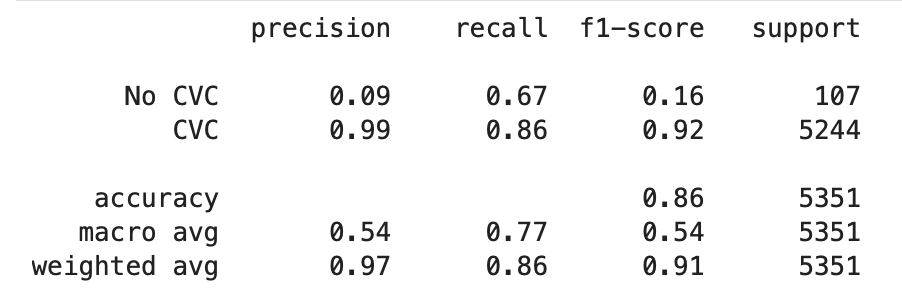 precision recall f1-score support
No CVC 0.09 0.67 0.16 107
CVC 0.99 0.86 0.92 5244
accuracy 0.86 5351
macro avg 0.54 0.77 0.54 5351
weighted avg 0.97 0.86 0.91 5351